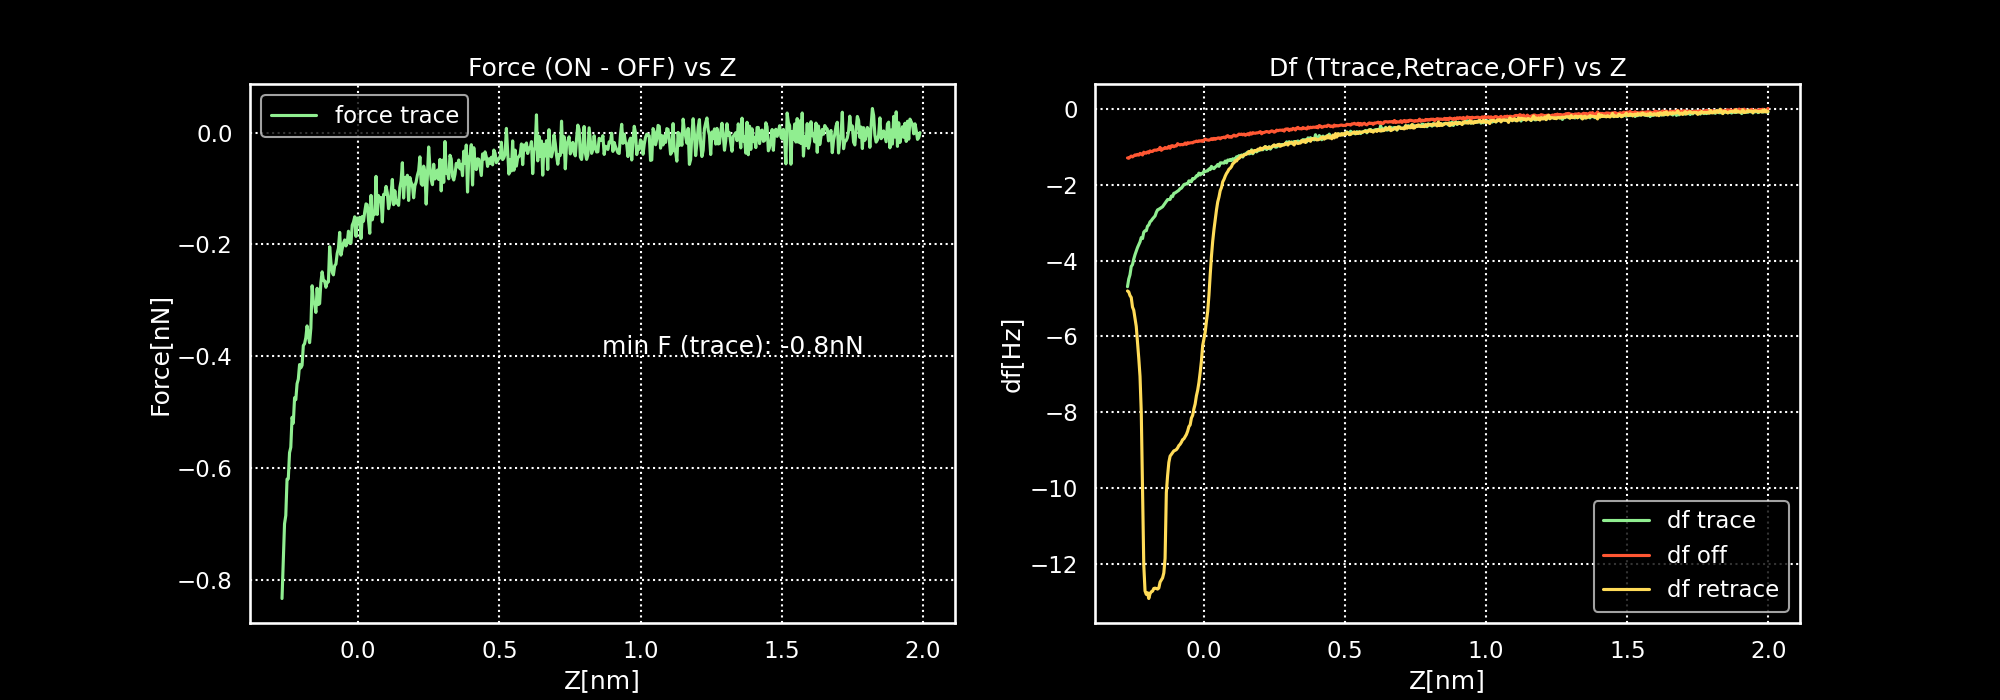 Force (ON - OFF) vs Z
force trace
0.0
−0.2
−0.4
−0.6
−0.8
Force[nN]
min F (trace): -0.8nN
0.0 0.5 1.0 1.5 2.0
Z[nm]
Df (Ttrace,Retrace,OFF) vs Z
0
−2
−4
−6
−8
−10
−12
df[Hz]
df trace
df off
df retrace
0.0 0.5 1.0 1.5 2.0
Z[nm]